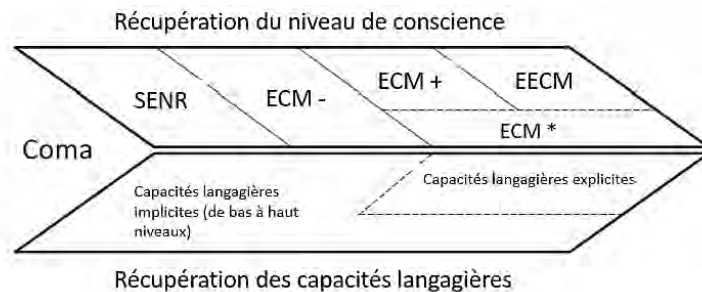 Récupération du niveau de conscience
SENR
ECM -
ECM +
EECM
ECM *
Coma
Capacités langagières
implicites (de bas à haut
niveaux)
Capacités langagières explicites
Récupération des capacités langagières